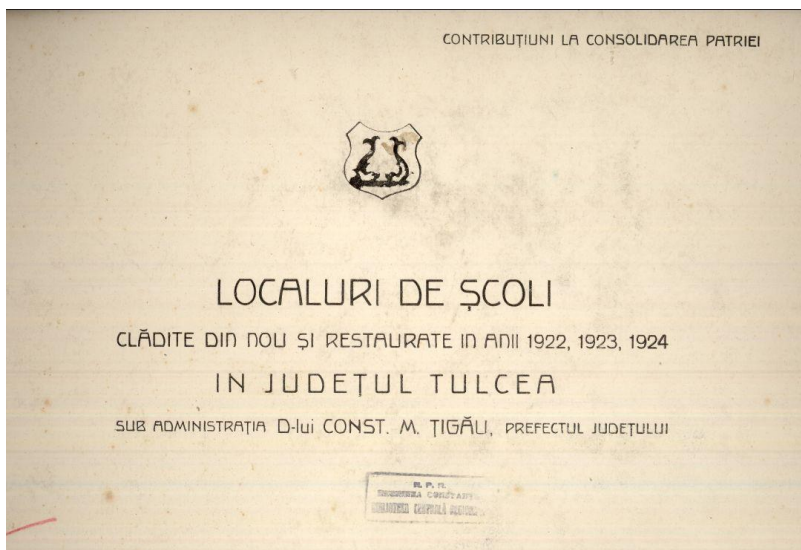 CONTRIBUȚIUNI LA CONSOLIDAREA PATRIEI
LOCALURI DE ȘCOLI
CLĂDITE DIN NOU ȘI RESTAURATE IN ANII 1922, 1923, 1924
IN JUDEȚUL TULCEA
SUB ADMINISTRAȚIA D-lui CONST. M. ȚIGĂU, PREFECTUL JUDEȚULUI
R. P. R.
CENTRALĂ